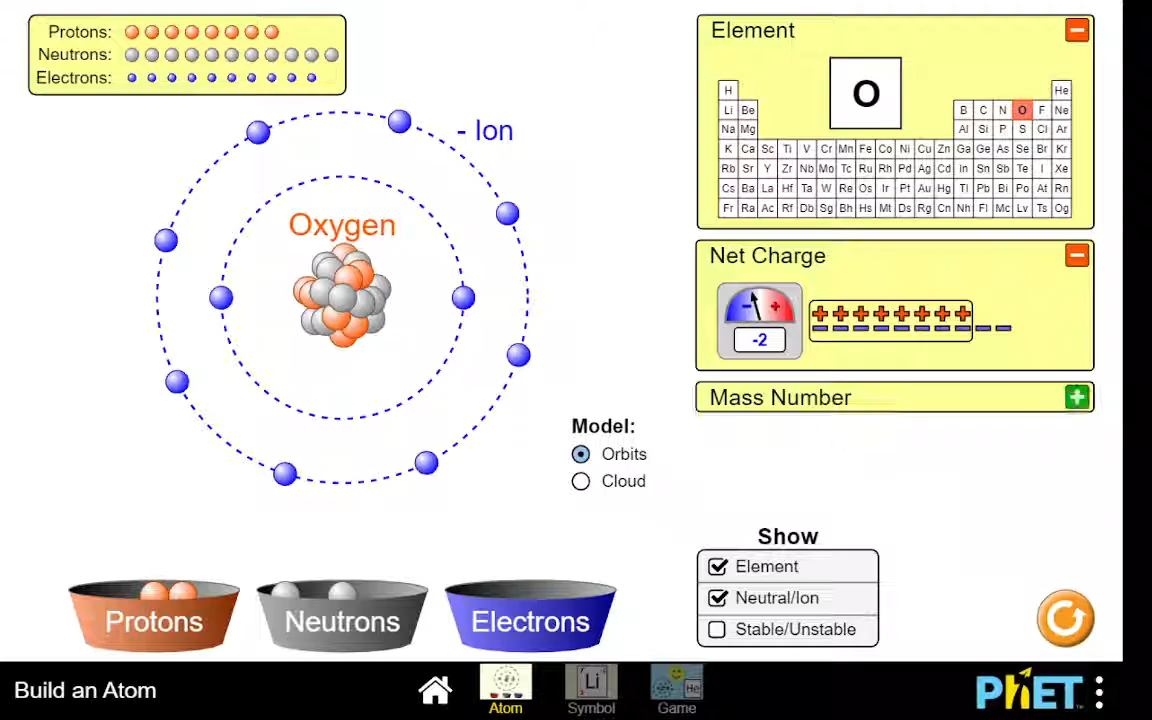 Protons:
Neutrons:
Electrons:
- Ion
Oxygen
Protons
Neutrons
Electrons
Model:
Orbits
Cloud
Element
O
H He
Li Be B C N O F Ne
Na Mg Al Si P S Cl Ar
K Ca Sc Ti V Cr Mn Fe Co Ni Cu Zn Ga Ge As Se Br Kr
Rb Sr Y Zr Nb Mo Tc Ru Rh Pd Ag Cd In Sn Sb Te I Xe
Cs Ba La Hf Ta W Re Os Ir Pt Au Hg Tl Pb Bi Po At Rn
Fr Ra Ac Rf Db Sg Bh Hs Mt Ds Rg Cn Nh Fl Mc Lv Ts Og
Net Charge
- +
-2
+ + + + + + + +
- - - - - - - - - -
Mass Number
Show
Element
Neutral/Ion
Stable/Unstable
Build an Atom
Atom
3 Li
Symbol
He
Game
PhET